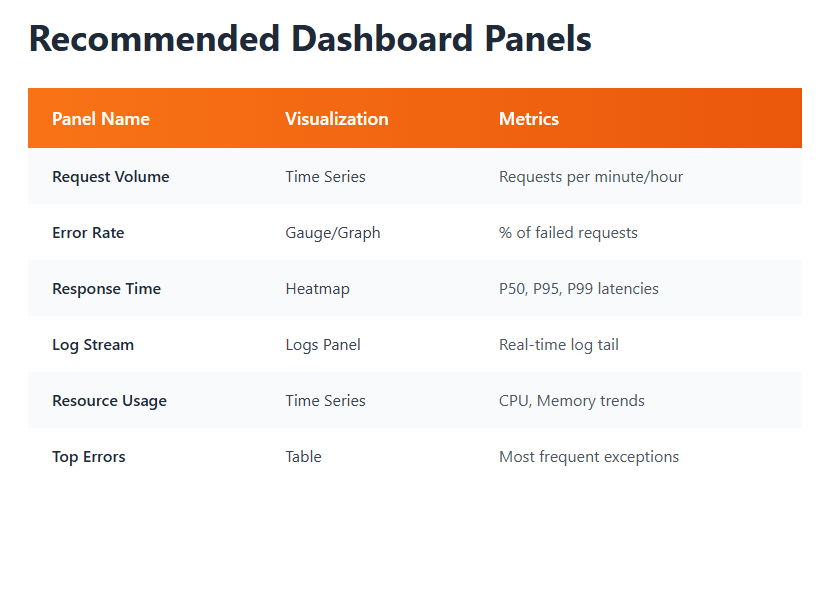 Recommended Dashboard Panels
Panel Name Visualization Metrics
Request Volume Time Series Requests per minute/hour
Error Rate Gauge/Graph % of failed requests
Response Time Heatmap P50, P95, P99 latencies
Log Stream Logs Panel Real-time log tail
Resource Usage Time Series CPU, Memory trends
Top Errors Table Most frequent exceptions